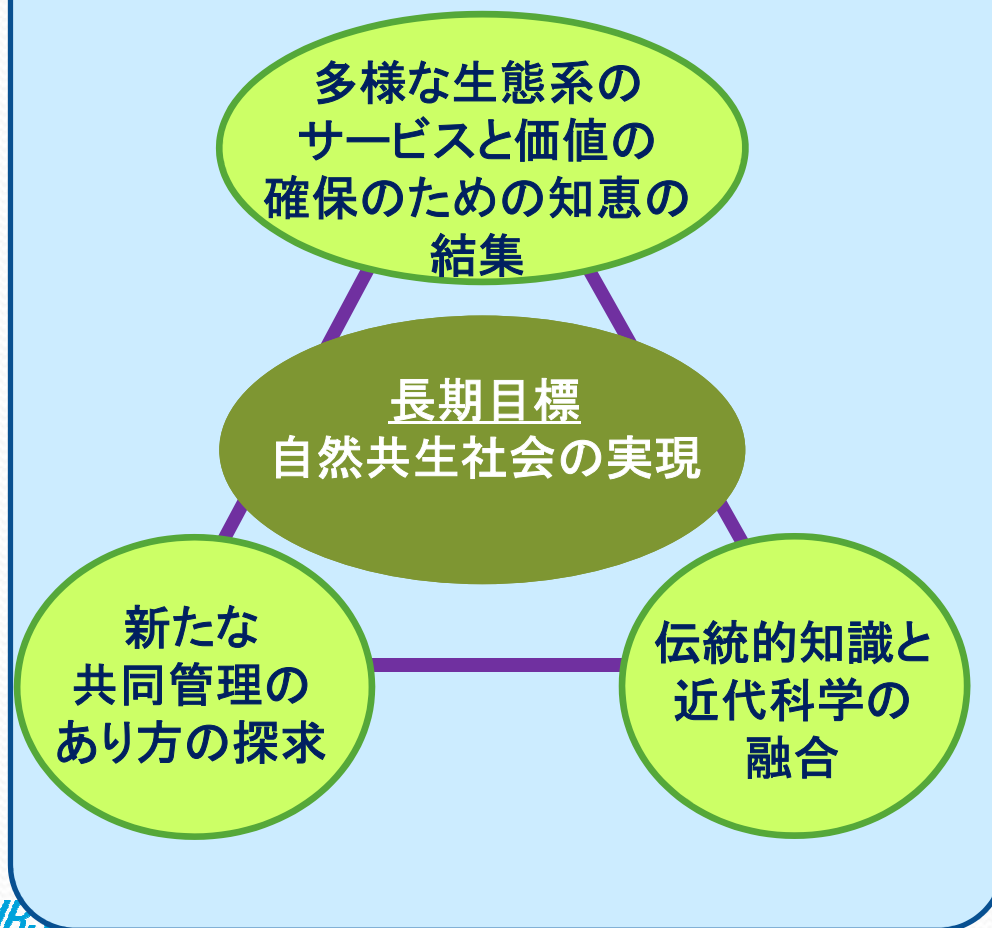 多様な生態系の
サービスと価値の
確保のための知恵の
結集
長期目標
自然共生社会の実現
新たな
共同管理の
あり方の探求
伝統的知識と
近代科学の
融合